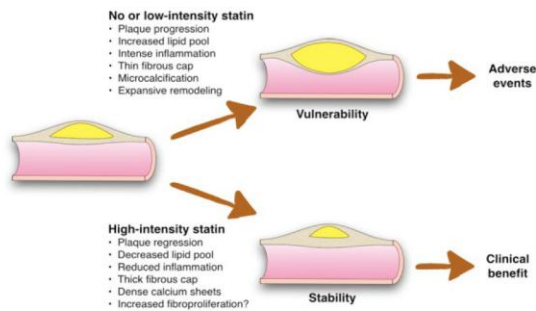 No or low-intensity statin
• Plaque progression
• Increased lipid pool
• Intense inflammation
• Thin fibrous cap
• Microcalcification
• Expansive remodeling
Vulnerability
Adverse
events
High-intensity statin
• Plaque regression
• Decreased lipid pool
• Reduced inflammation
• Thick fibrous cap
• Dense calcium sheets
• Increased fibroproliferation?
Stability
Clinical
benefit